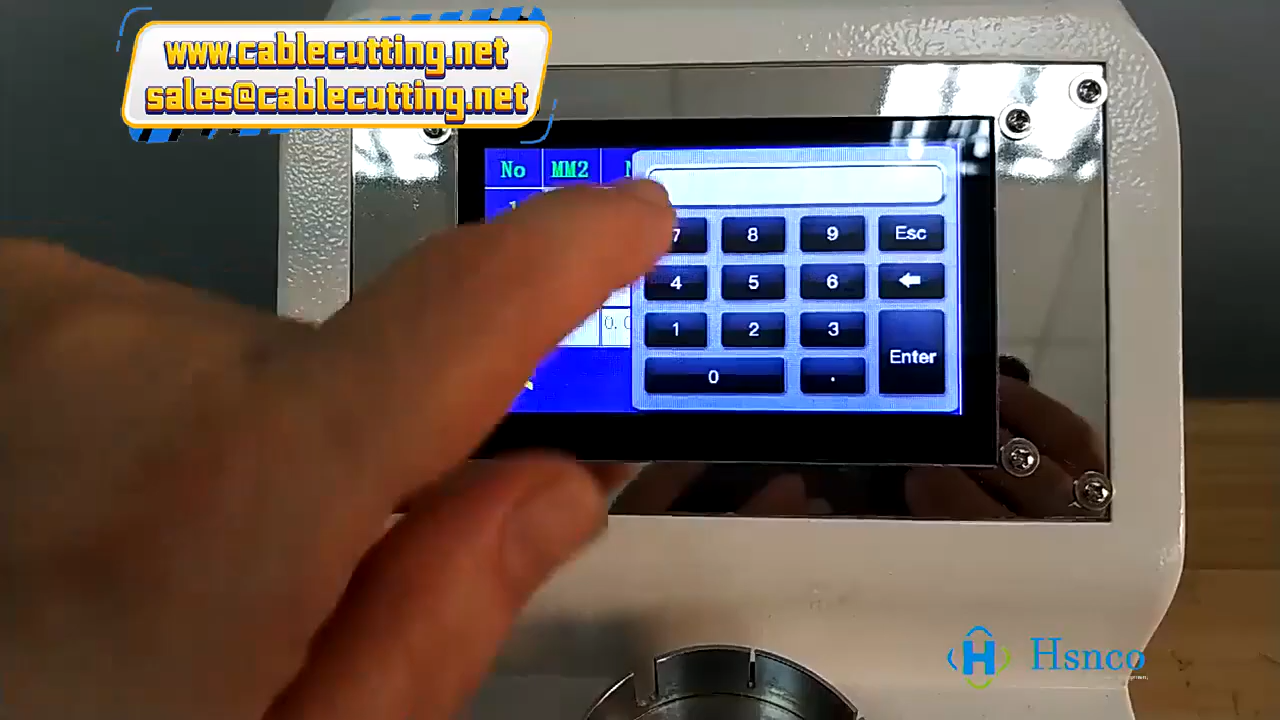 www.cablecutting.net
sales@cablecutting.net
No MM2
7 8 9 Esc
4 5 6
1 2 3 Enter
0 .
Hsnco